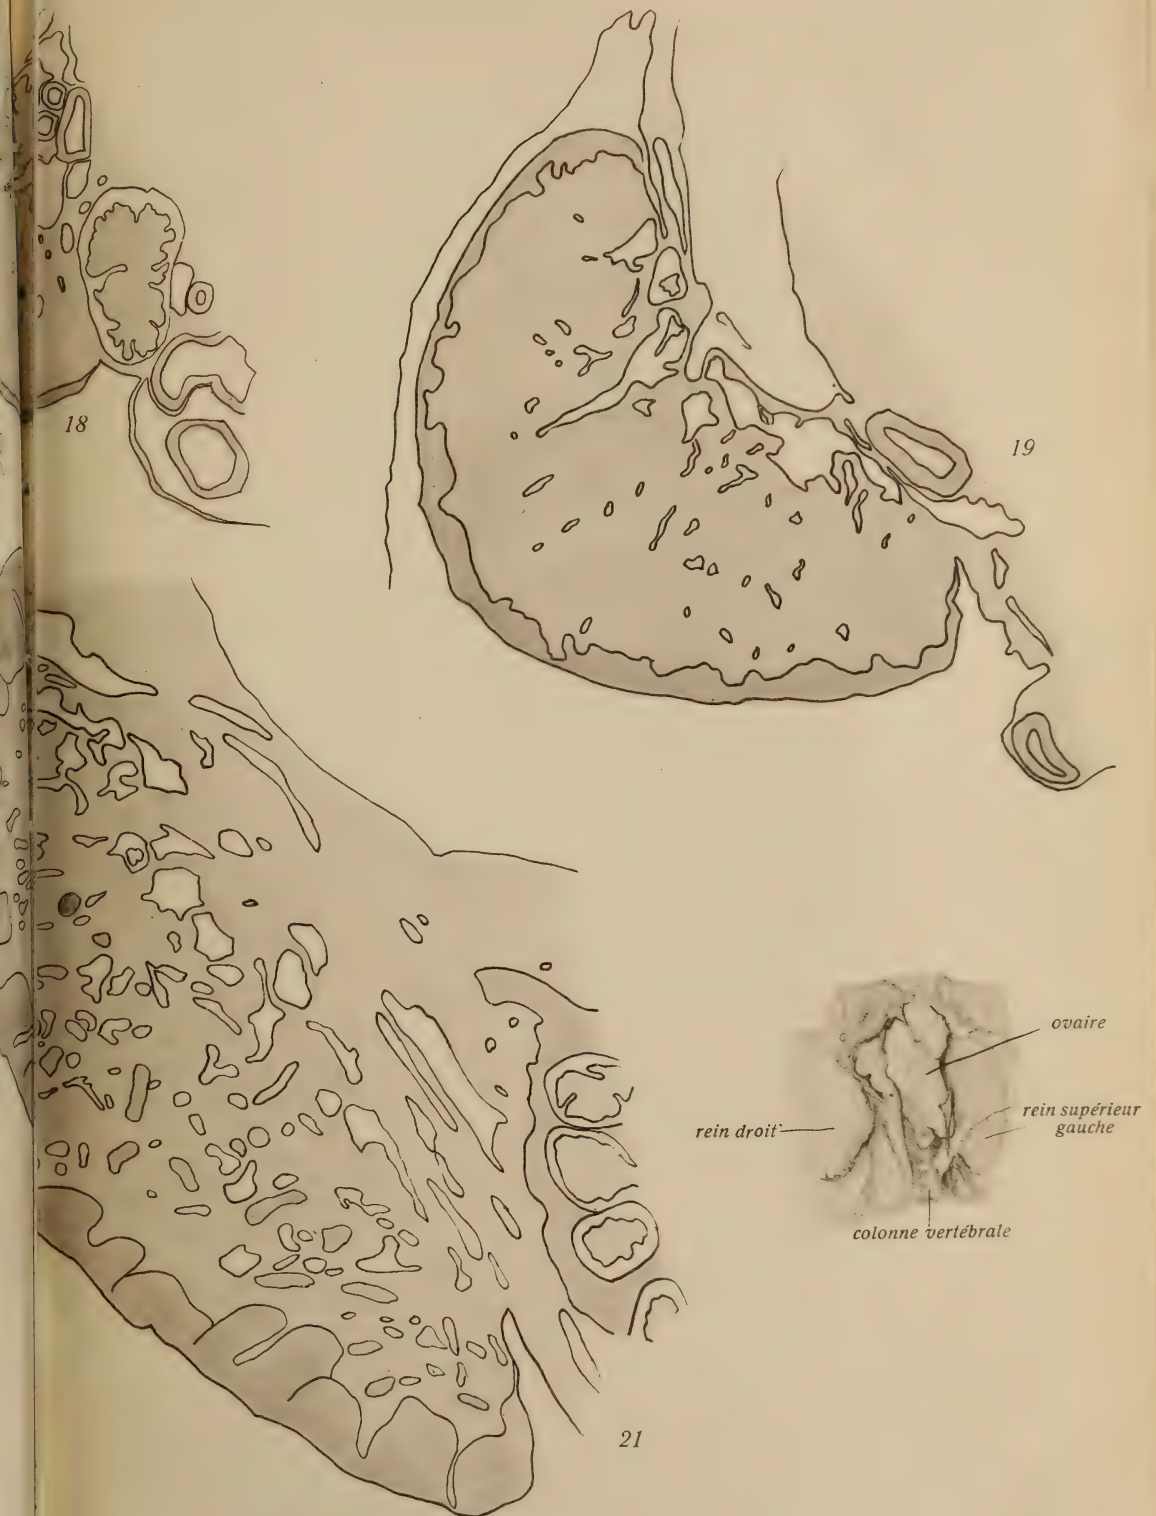 18
19
ovaire
rein supérieur
gauche
rein droit
colonne vertébrale
21